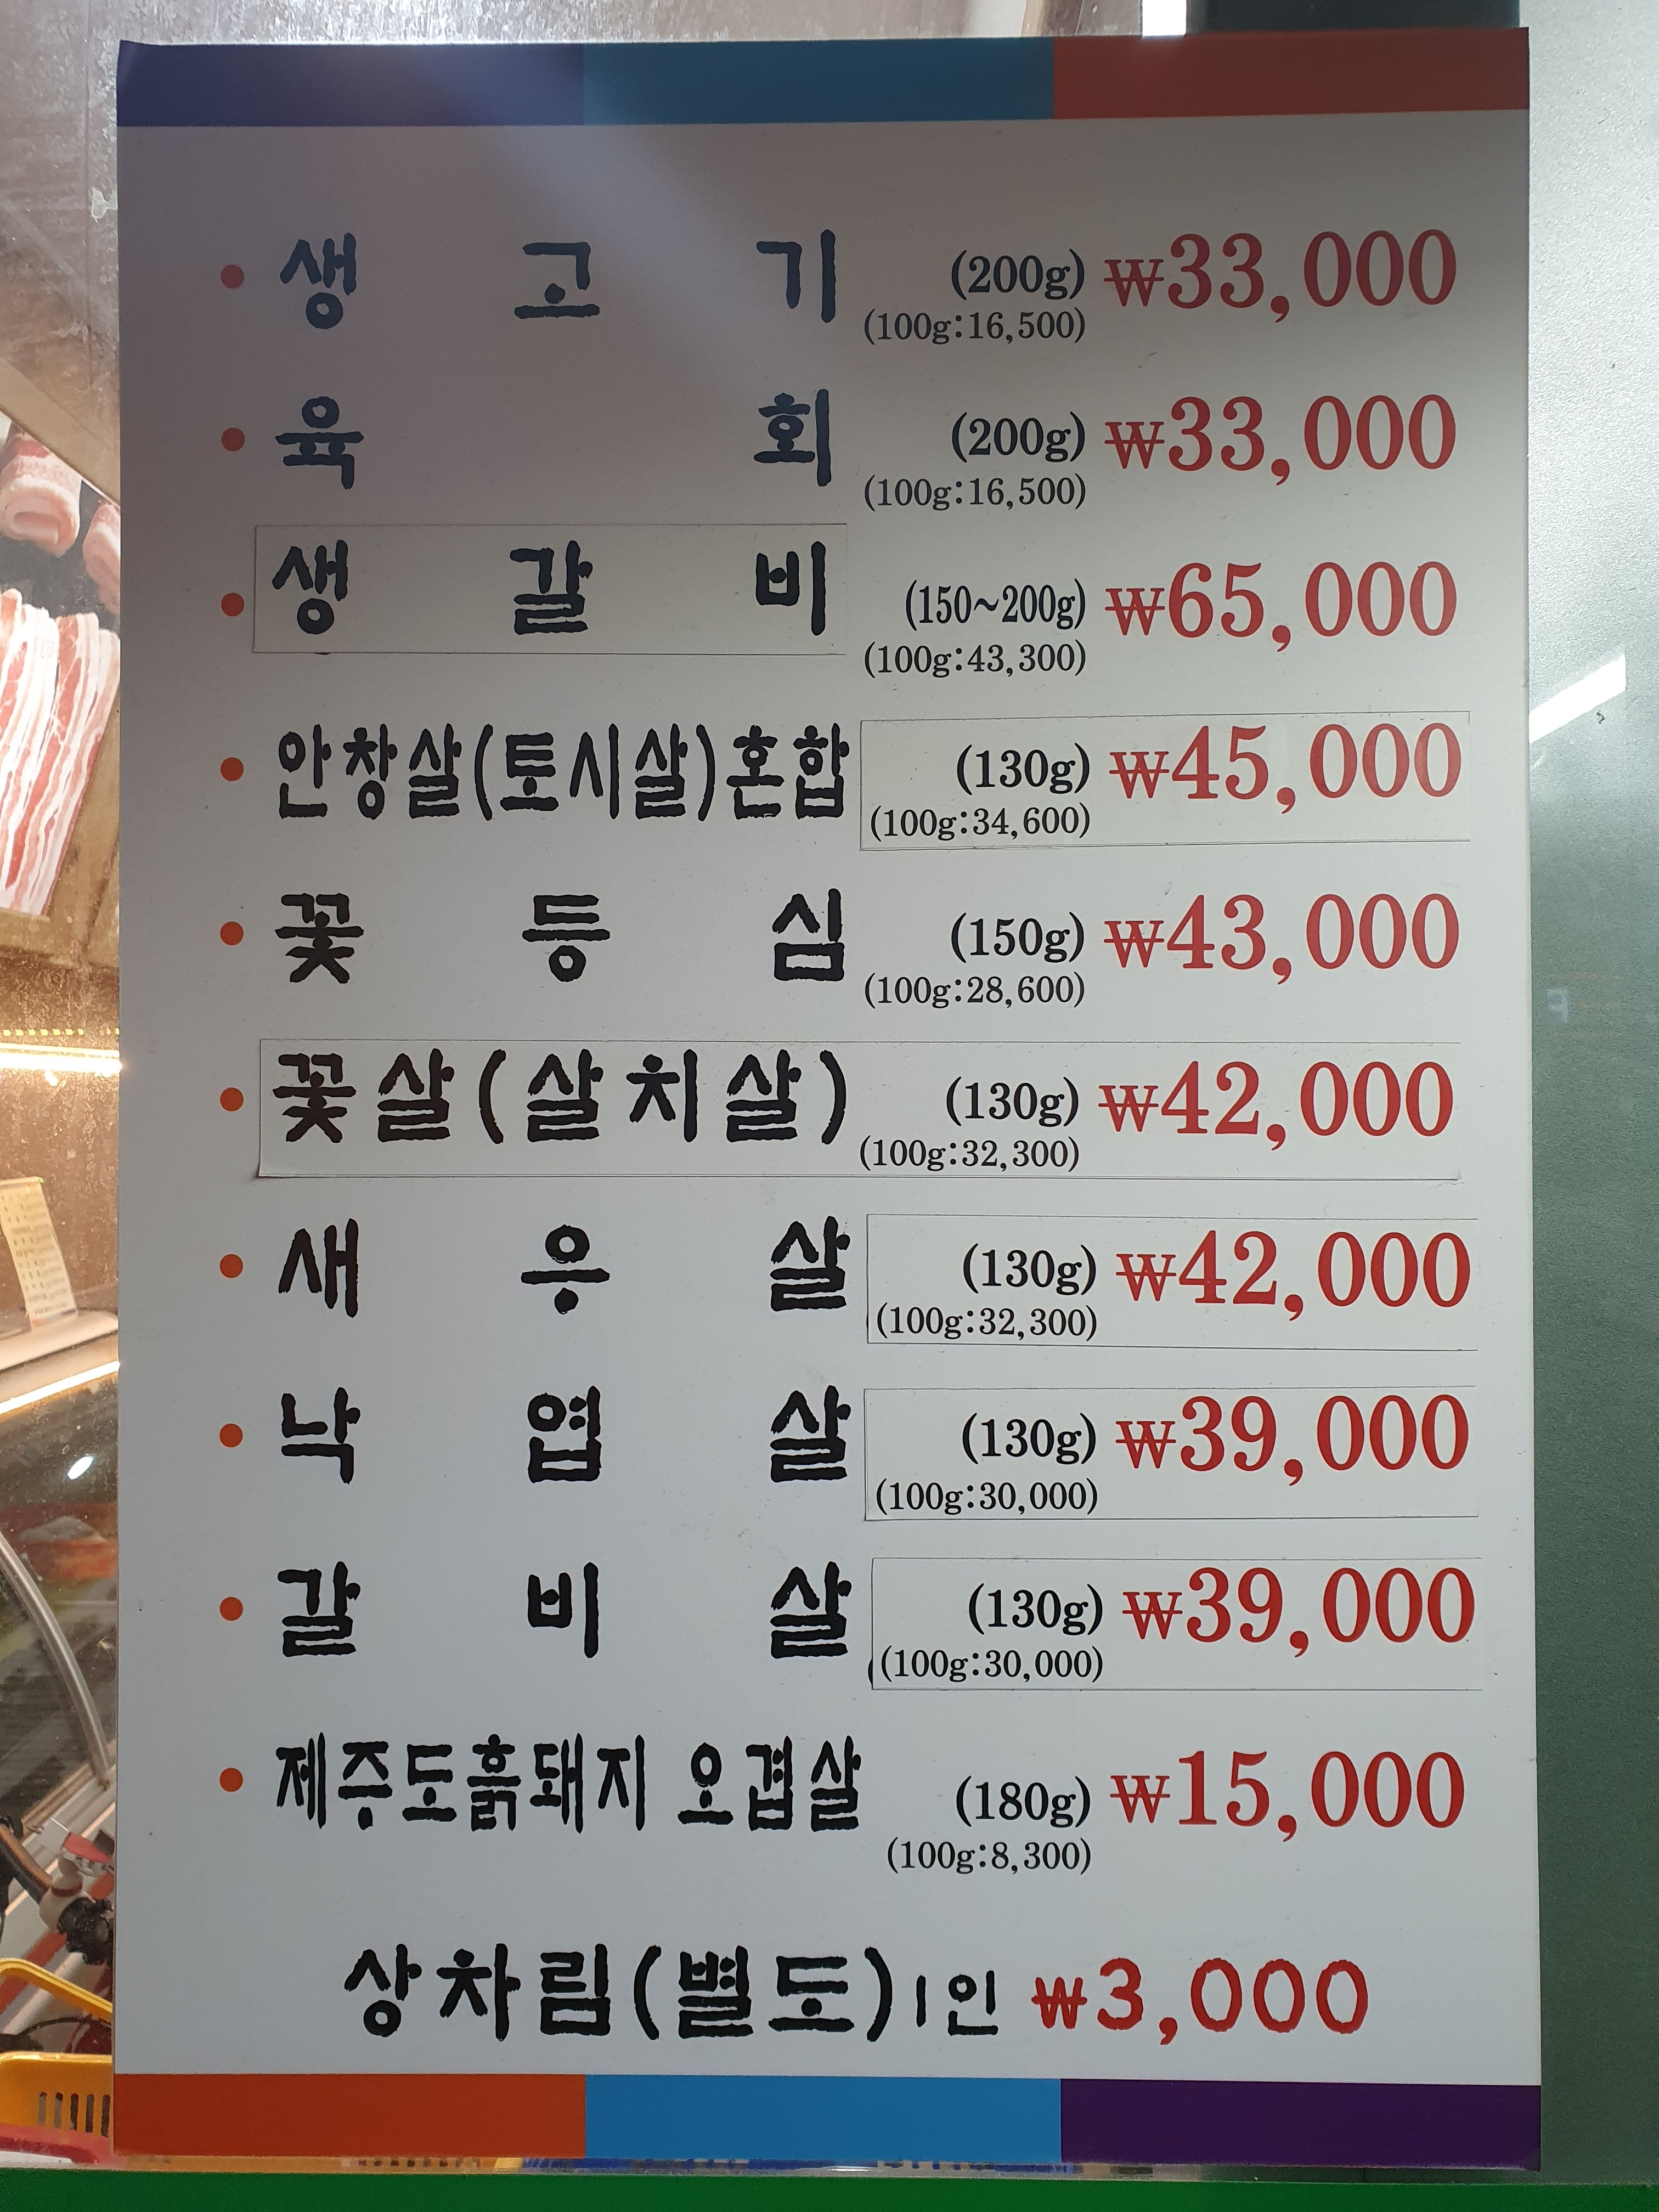 • 생고기 (200g) ₩33,000
(100g:16,500)
• 육회 (200g) ₩33,000
(100g:16,500)
• 생갈비 (150~200g) ₩65,000
(100g:43,300)
• 안창살(토시살)혼합 (130g) ₩45,000
(100g:34,600)
• 꽃등심 (150g) ₩43,000
(100g:28,600)
• 꽃살(살치살) (130g) ₩42,000
(100g:32,300)
• 새우살 (130g) ₩42,000
(100g:32,300)
• 낙엽살 (130g) ₩39,000
(100g:30,000)
• 갈비살 (130g) ₩39,000
(100g:30,000)
• 제주도흙돼지 오겹살 (180g) ₩15,000
(100g:8,300)
상차림(별도)1인 ₩3,000